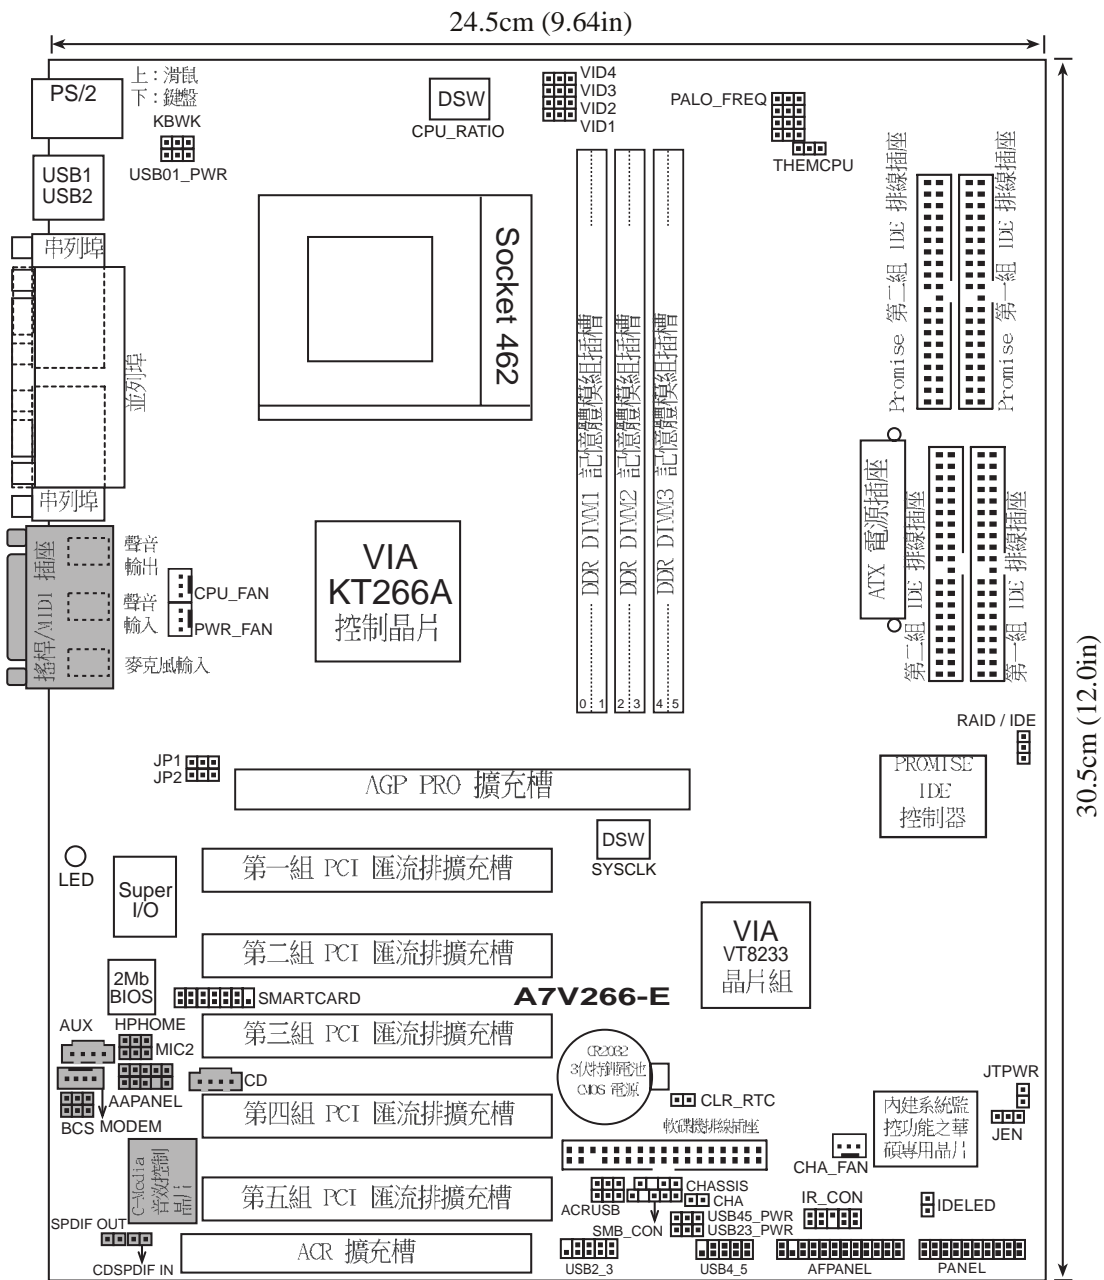 24.5cm (9.64in)
PS/2
上：滑鼠
下：鍵盤
KBWK
USB01_PWR
DSW
CPU_RATIO
VID4
VID3
VID2
VID1
PALO_FREQ
THEMCPU
USB1
USB2
串列埠
並列埠
串列埠
Socket 462
DDR DIMM1 記憶體模組插槽
DDR DIMM2 記憶體模組插槽
DDR DIMM3 記憶體模組插槽
0 1
2 3
4 5
Promise 第二組 IDE 排線插座
Promise 第一組 IDE 排線插座
ATX 電源插座
第二組 IDE 排線插座
第一組 IDE 排線插座
30.5cm (12.0in)
搖桿/MIDI 插座
聲音
輸出
聲音
輸入
麥克風輸入
CPU_FAN
PWR_FAN
VIA
KT266A
控制晶片
RAID / IDE
PROMISE
IDE
控制器
JP1
JP2
AGP PRO 擴充槽
DSW
SYSCLK
LED
Super
I/O
第一組 PCI 匯流排擴充槽
第二組 PCI 匯流排擴充槽
VIA
VT8233
晶片組
2Mb
BIOS
SMARTCARD
A7V266-E
AUX
HPHOME
MIC2
第三組 PCI 匯流排擴充槽
CR2032
3伏特鋰電池
CMOS 電源
CD
AAPANEL
BCS
MODEM
第四組 PCI 匯流排擴充槽
CLR_RTC
軟碟機排線插座
JTPWR
JEN
內建系統監
控功能之華
碩專用晶片
CHA_FAN
C-Media
音效控制
晶片
第五組 PCI 匯流排擴充槽
ACRUSB
CHASSIS
CHA
SMB_CON
USB45_PWR
USB23_PWR
IR_CON
IDELED
SPDIF OUT
CDSPDIF IN
ACR 擴充槽
USB2_3
USB4_5
AFPANEL
PANEL